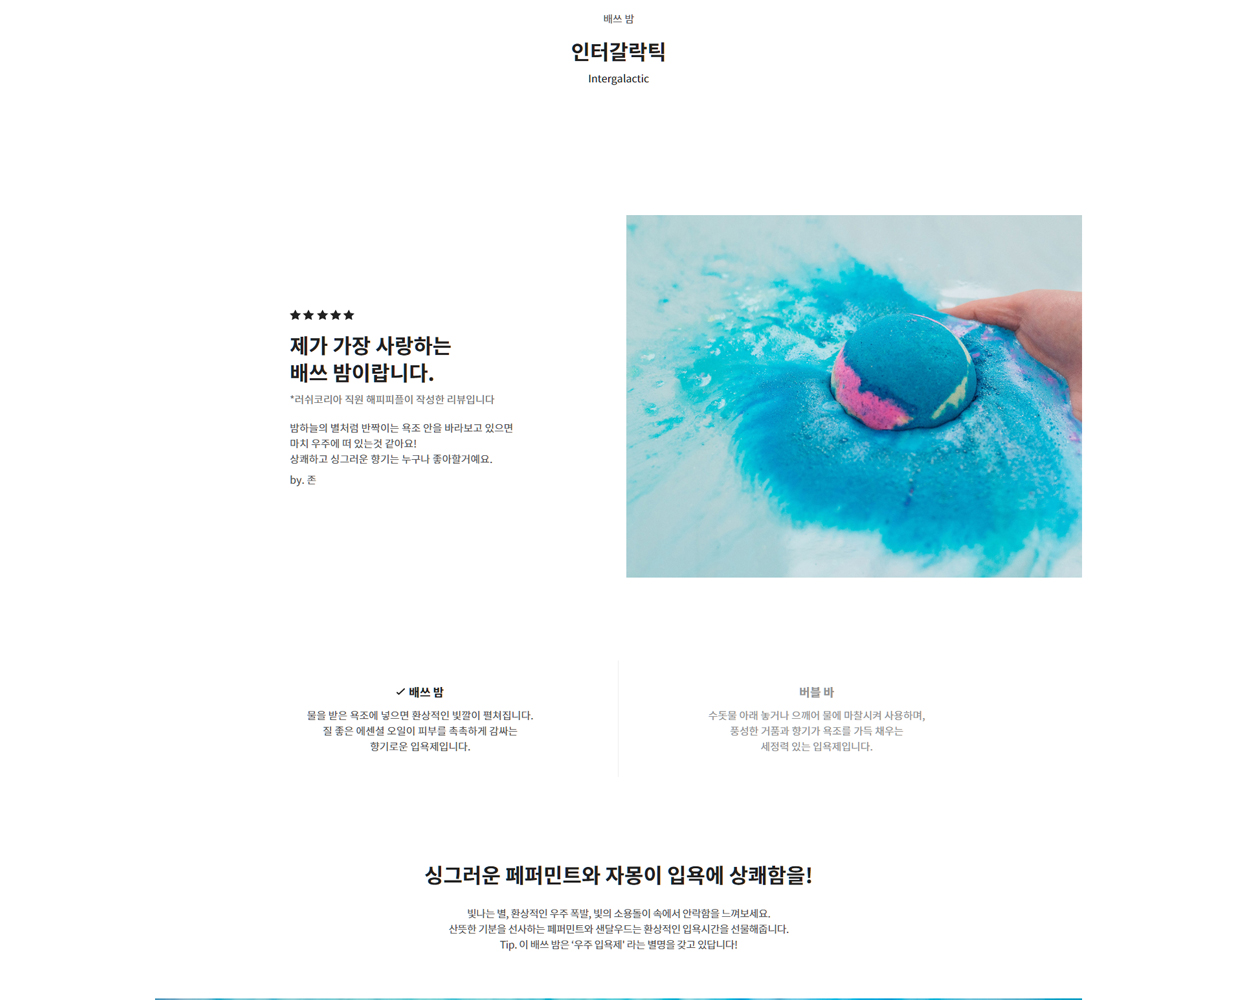 배쓰 밤
인터갈락틱
Intergalactic
★★★★★
제가 가장 사랑하는
배쓰 밤이랍니다.
*러쉬코리아 직원 해피피플이 작성한 리뷰입니다
밤하늘의 별처럼 반짝이는 욕조 안을 바라보고 있으면
마치 우주에 떠 있는것 같아요!
상쾌하고 싱그러운 향기는 누구나 좋아할거예요.
by. 존
✓ 배쓰 밤
물을 받은 욕조에 넣으면 환상적인 빛깔이 펼쳐집니다.
질 좋은 에센셜 오일이 피부를 촉촉하게 감싸는
향기로운 입욕제입니다.
버블 바
수돗물 아래 놓거나 으깨어 물에 마찰시켜 사용하며,
풍성한 거품과 향기가 욕조를 가득 채우는
세정력 있는 입욕제입니다.
싱그러운 페퍼민트와 자몽이 입욕에 상쾌함을!
빛나는 별, 환상적인 우주 폭발, 빛의 소용돌이 속에서 안락함을 느껴보세요.
산뜻한 기분을 선사하는 페퍼민트와 샌달우드는 환상적인 입욕시간을 선물해줍니다.
Tip. 이 배쓰 밤은 ‘우주 입욕제’ 라는 별명을 갖고 있답니다!